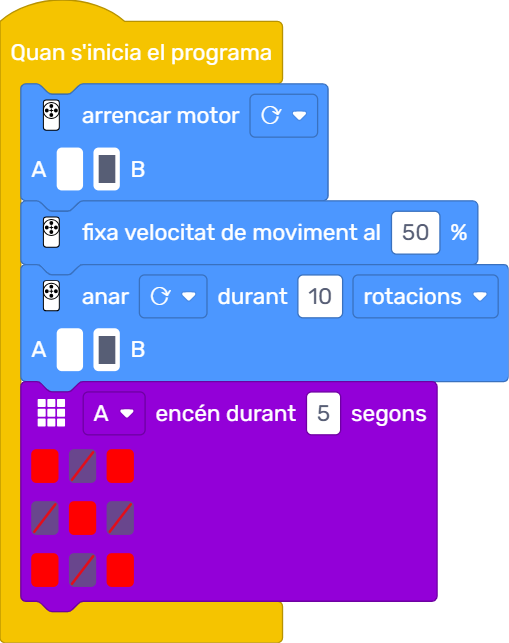 Quan s'inicia el programa
arrencar motor
A B
fixa velocitat de moviment al 50 %
anar durant 10 rotacions
A B
A encén durant 5 segons